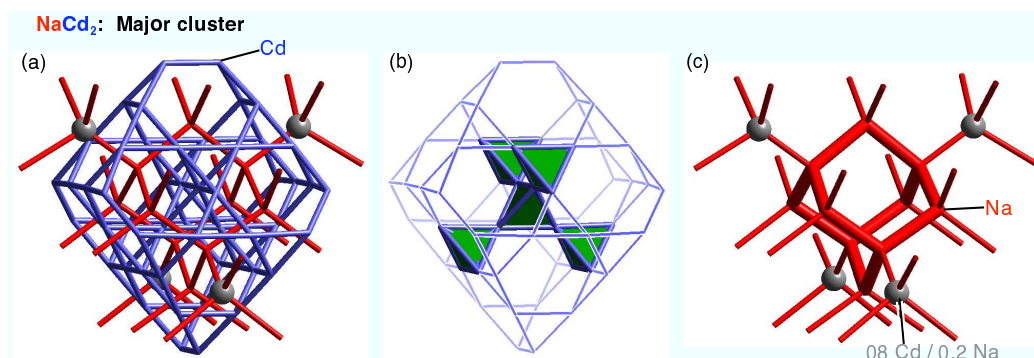 NaCd2: Major cluster
(a)
Cd
(b)
(c)
Na
08 Cd / 0.2 Na